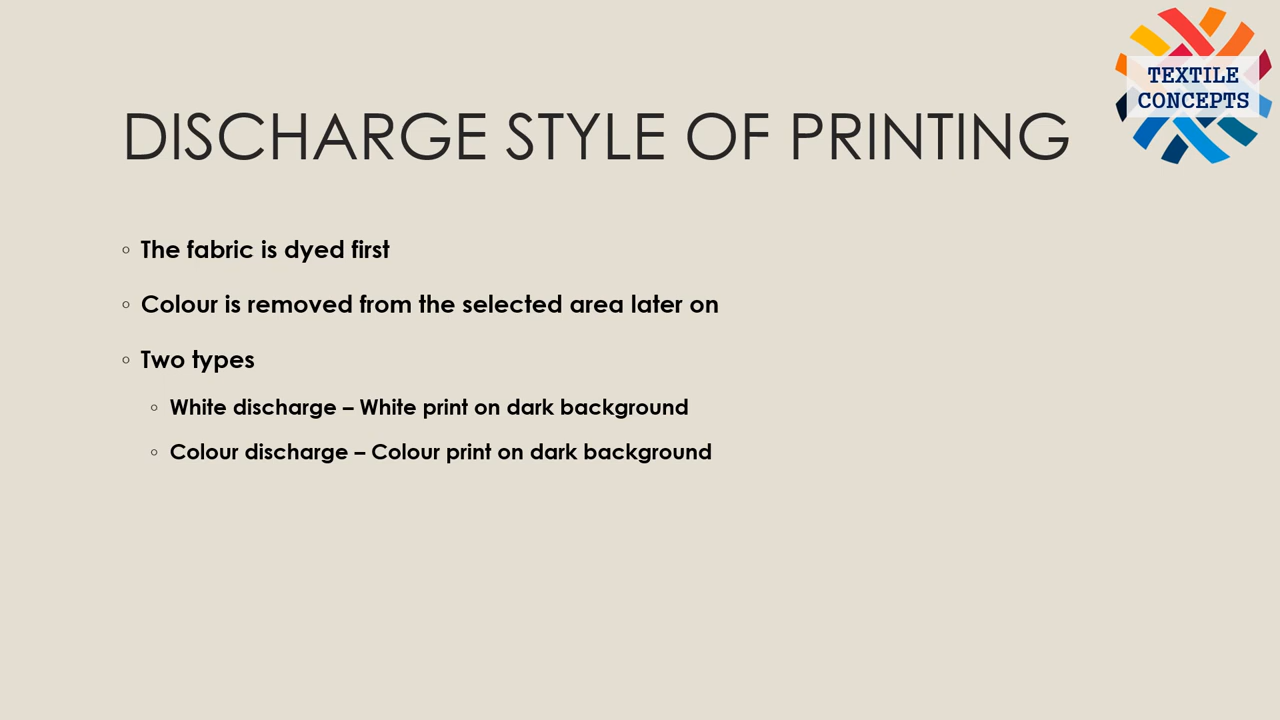 TEXTILE
CONCEPTS
DISCHARGE STYLE OF PRINTING
◦ The fabric is dyed first
◦ Colour is removed from the selected area later on
◦ Two types
◦ White discharge – White print on dark background
◦ Colour discharge – Colour print on dark background